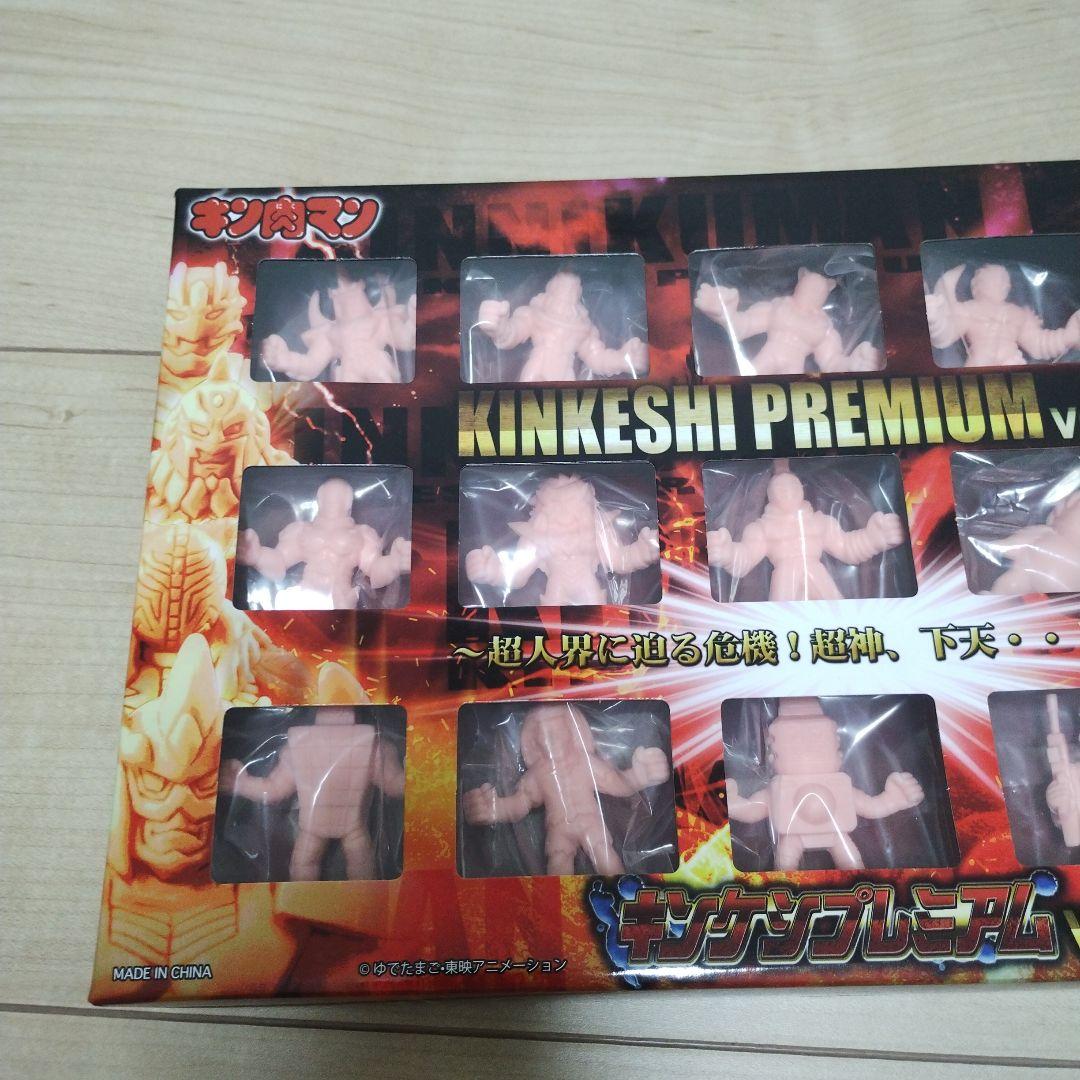 キン肉マン
にく
KINKESHI PREMIUM V
～超人界に迫る危機！超神、下天・・
キンケシプレミアム V
MADE IN CHINA
©ゆでたまご・東映アニメーション